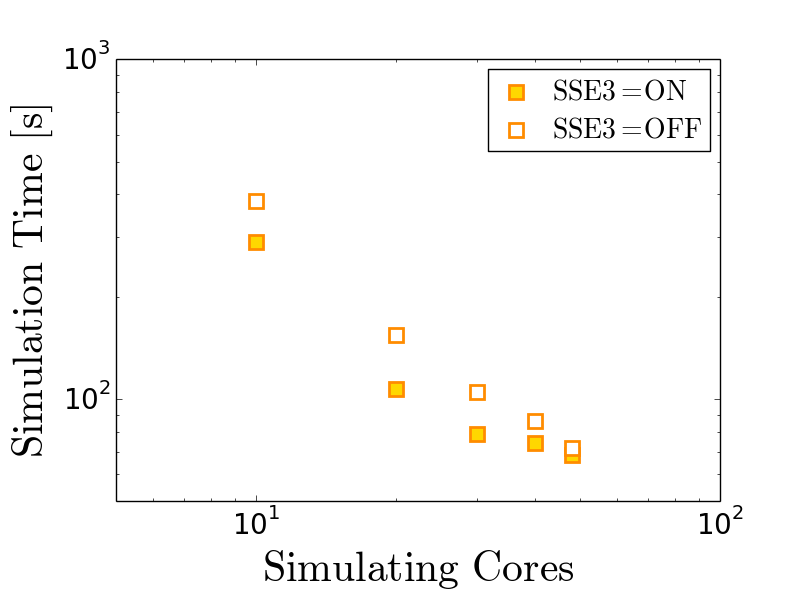 10³
SSE3=ON
SSE3=OFF
Simulation Time [s]
10²
10¹
10²
Simulating Cores